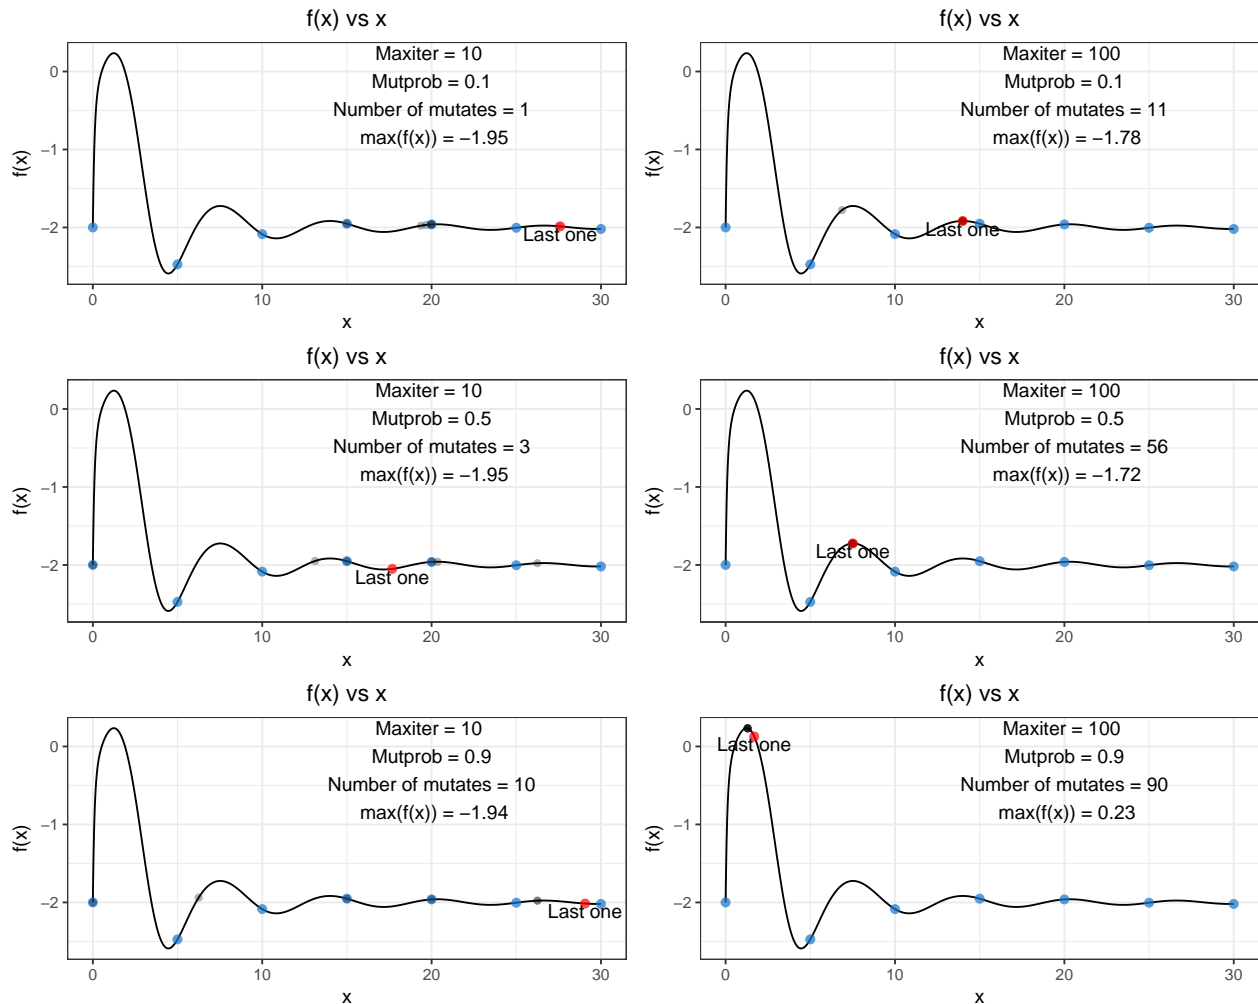 f(x) vs x
Maxiter = 10
Mutprob = 0.1
Number of mutates = 1
max(f(x)) = −1.95
Last one
0
−1
−2
f(x)
0
10
20
30
x
f(x) vs x
Maxiter = 100
Mutprob = 0.1
Number of mutates = 11
max(f(x)) = −1.78
Last one
0
−1
−2
f(x)
0
10
20
30
x
f(x) vs x
Maxiter = 10
Mutprob = 0.5
Number of mutates = 3
max(f(x)) = −1.95
Last one
0
−1
−2
f(x)
0
10
20
30
x
f(x) vs x
Maxiter = 100
Mutprob = 0.5
Number of mutates = 56
max(f(x)) = −1.72
Last one
0
−1
−2
f(x)
0
10
20
30
x
f(x) vs x
Maxiter = 10
Mutprob = 0.9
Number of mutates = 10
max(f(x)) = −1.94
Last one
0
−1
−2
f(x)
0
10
20
30
x
f(x) vs x
Maxiter = 100
Mutprob = 0.9
Number of mutates = 90
max(f(x)) = 0.23
Last one
0
−1
−2
f(x)
0
10
20
30
x